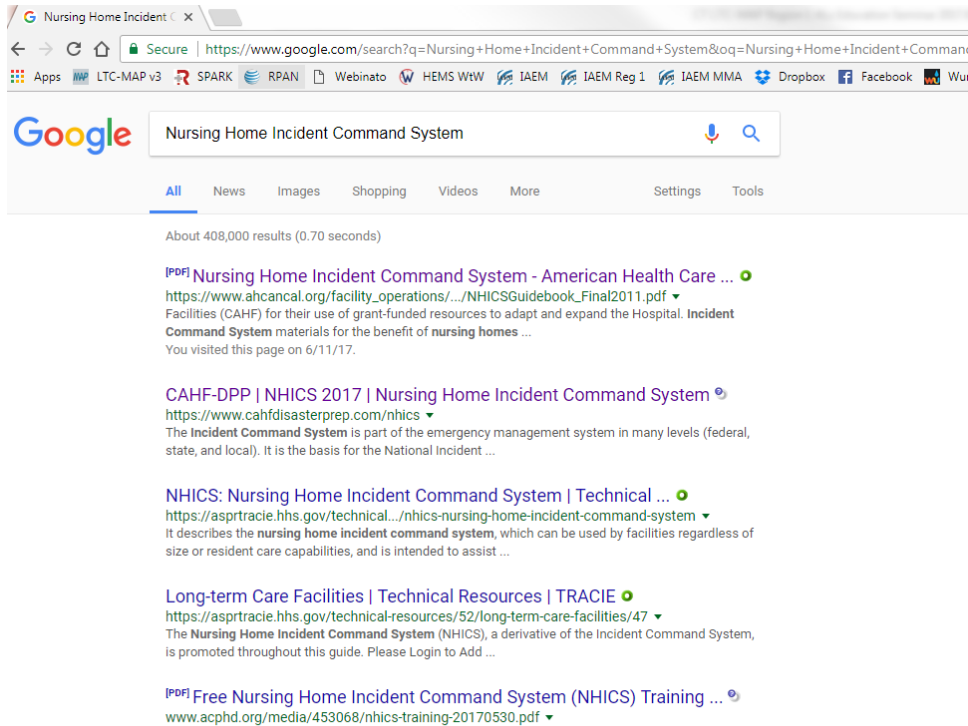 Nursing Home Incident C
Secure | https://www.google.com/search?q=Nursing+Home+Incident+Command+System&oq=Nursing+Home+Incident+Comman
Apps LTC-MAP v3 SPARK RPAN Webinato HEMS WtW IAEM IAEM Reg 1 IAEM MMA Dropbox Facebook Wun
Google Nursing Home Incident Command System
All News Images Shopping Videos More Settings Tools
About 408,000 results (0.70 seconds)
[PDF] Nursing Home Incident Command System - American Health Care ...
https://www.ahcancal.org/facility_operations/.../NHICSGuidebook_Final2011.pdf
Facilities (CAHF) for their use of grant-funded resources to adapt and expand the Hospital. Incident
Command System materials for the benefit of nursing homes ...
You visited this page on 6/11/17.
CAHF-DPP | NHICS 2017 | Nursing Home Incident Command System
https://www.cahfdisasterprep.com/nhics
The Incident Command System is part of the emergency management system in many levels (federal,
state, and local). It is the basis for the National Incident ...
NHICS: Nursing Home Incident Command System | Technical ...
https://asprtracie.hhs.gov/technical.../nhics-nursing-home-incident-command-system
It describes the nursing home incident command system, which can be used by facilities regardless of
size or resident care capabilities, and is intended to assist ...
Long-term Care Facilities | Technical Resources | TRACIE
https://asprtracie.hhs.gov/technical-resources/52/long-term-care-facilities/47
The Nursing Home Incident Command System (NHICS), a derivative of the Incident Command System,
is promoted throughout this guide. Please Login to Add ...
[PDF] Free Nursing Home Incident Command System (NHICS) Training ...
www.acphd.org/media/453068/nhics-training-20170530.pdf